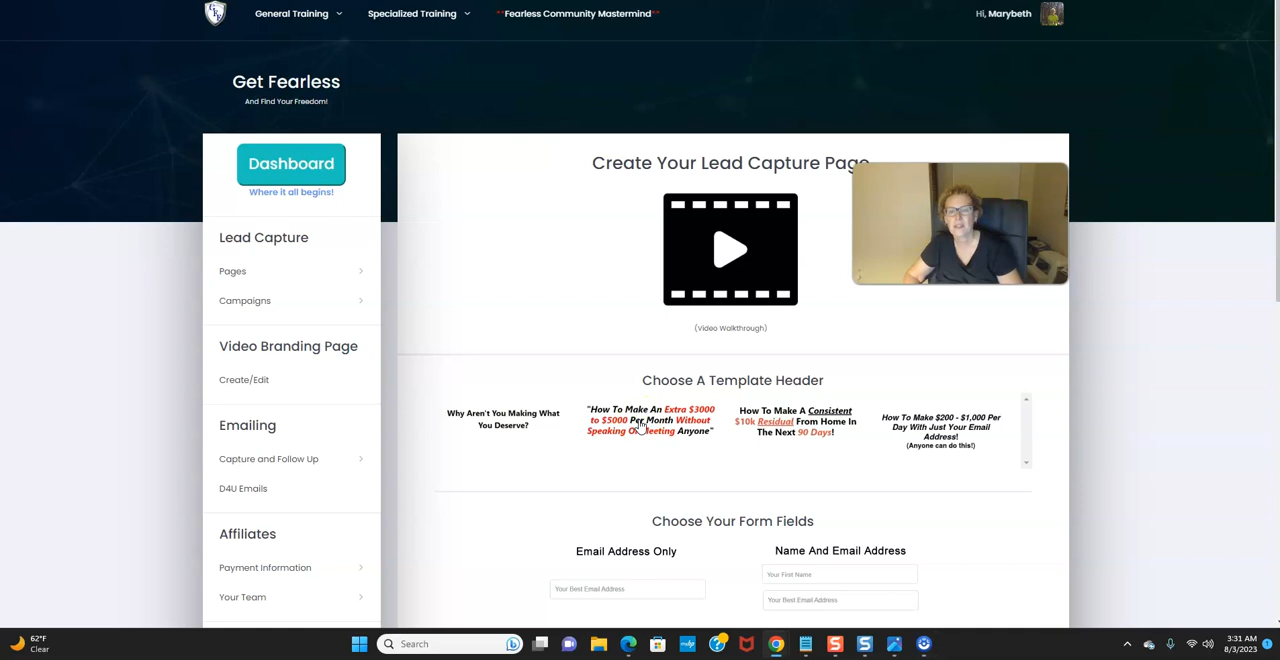 General Training
Specialized Training
**Fearless Community Mastermind**
Hi, Marybeth
Get Fearless
And Find Your Freedom!
Dashboard
Where it all begins!
Lead Capture
Pages
Campaigns
Video Branding Page
Create/Edit
Emailing
Capture and Follow Up
D4U Emails
Affiliates
Payment Information
Your Team
Create Your Lead Capture Page
(Video Walkthrough)
Choose A Template Header
Why Aren't You Making What
You Deserve?
"How To Make An Extra $3000
to $5000 Per Month Without
Speaking Or Meeting Anyone"
How To Make A Consistent
$10k Residual From Home In
The Next 90 Days!
How To Make $200 - $1,000 Per
Day With Just Your Email
Address!
(Anyone can do this!)
Choose Your Form Fields
Email Address Only
Your Best Email Address
Name And Email Address
Your First Name
Your Best Email Address
62°F
Clear
Search
3:31 AM
8/3/2023